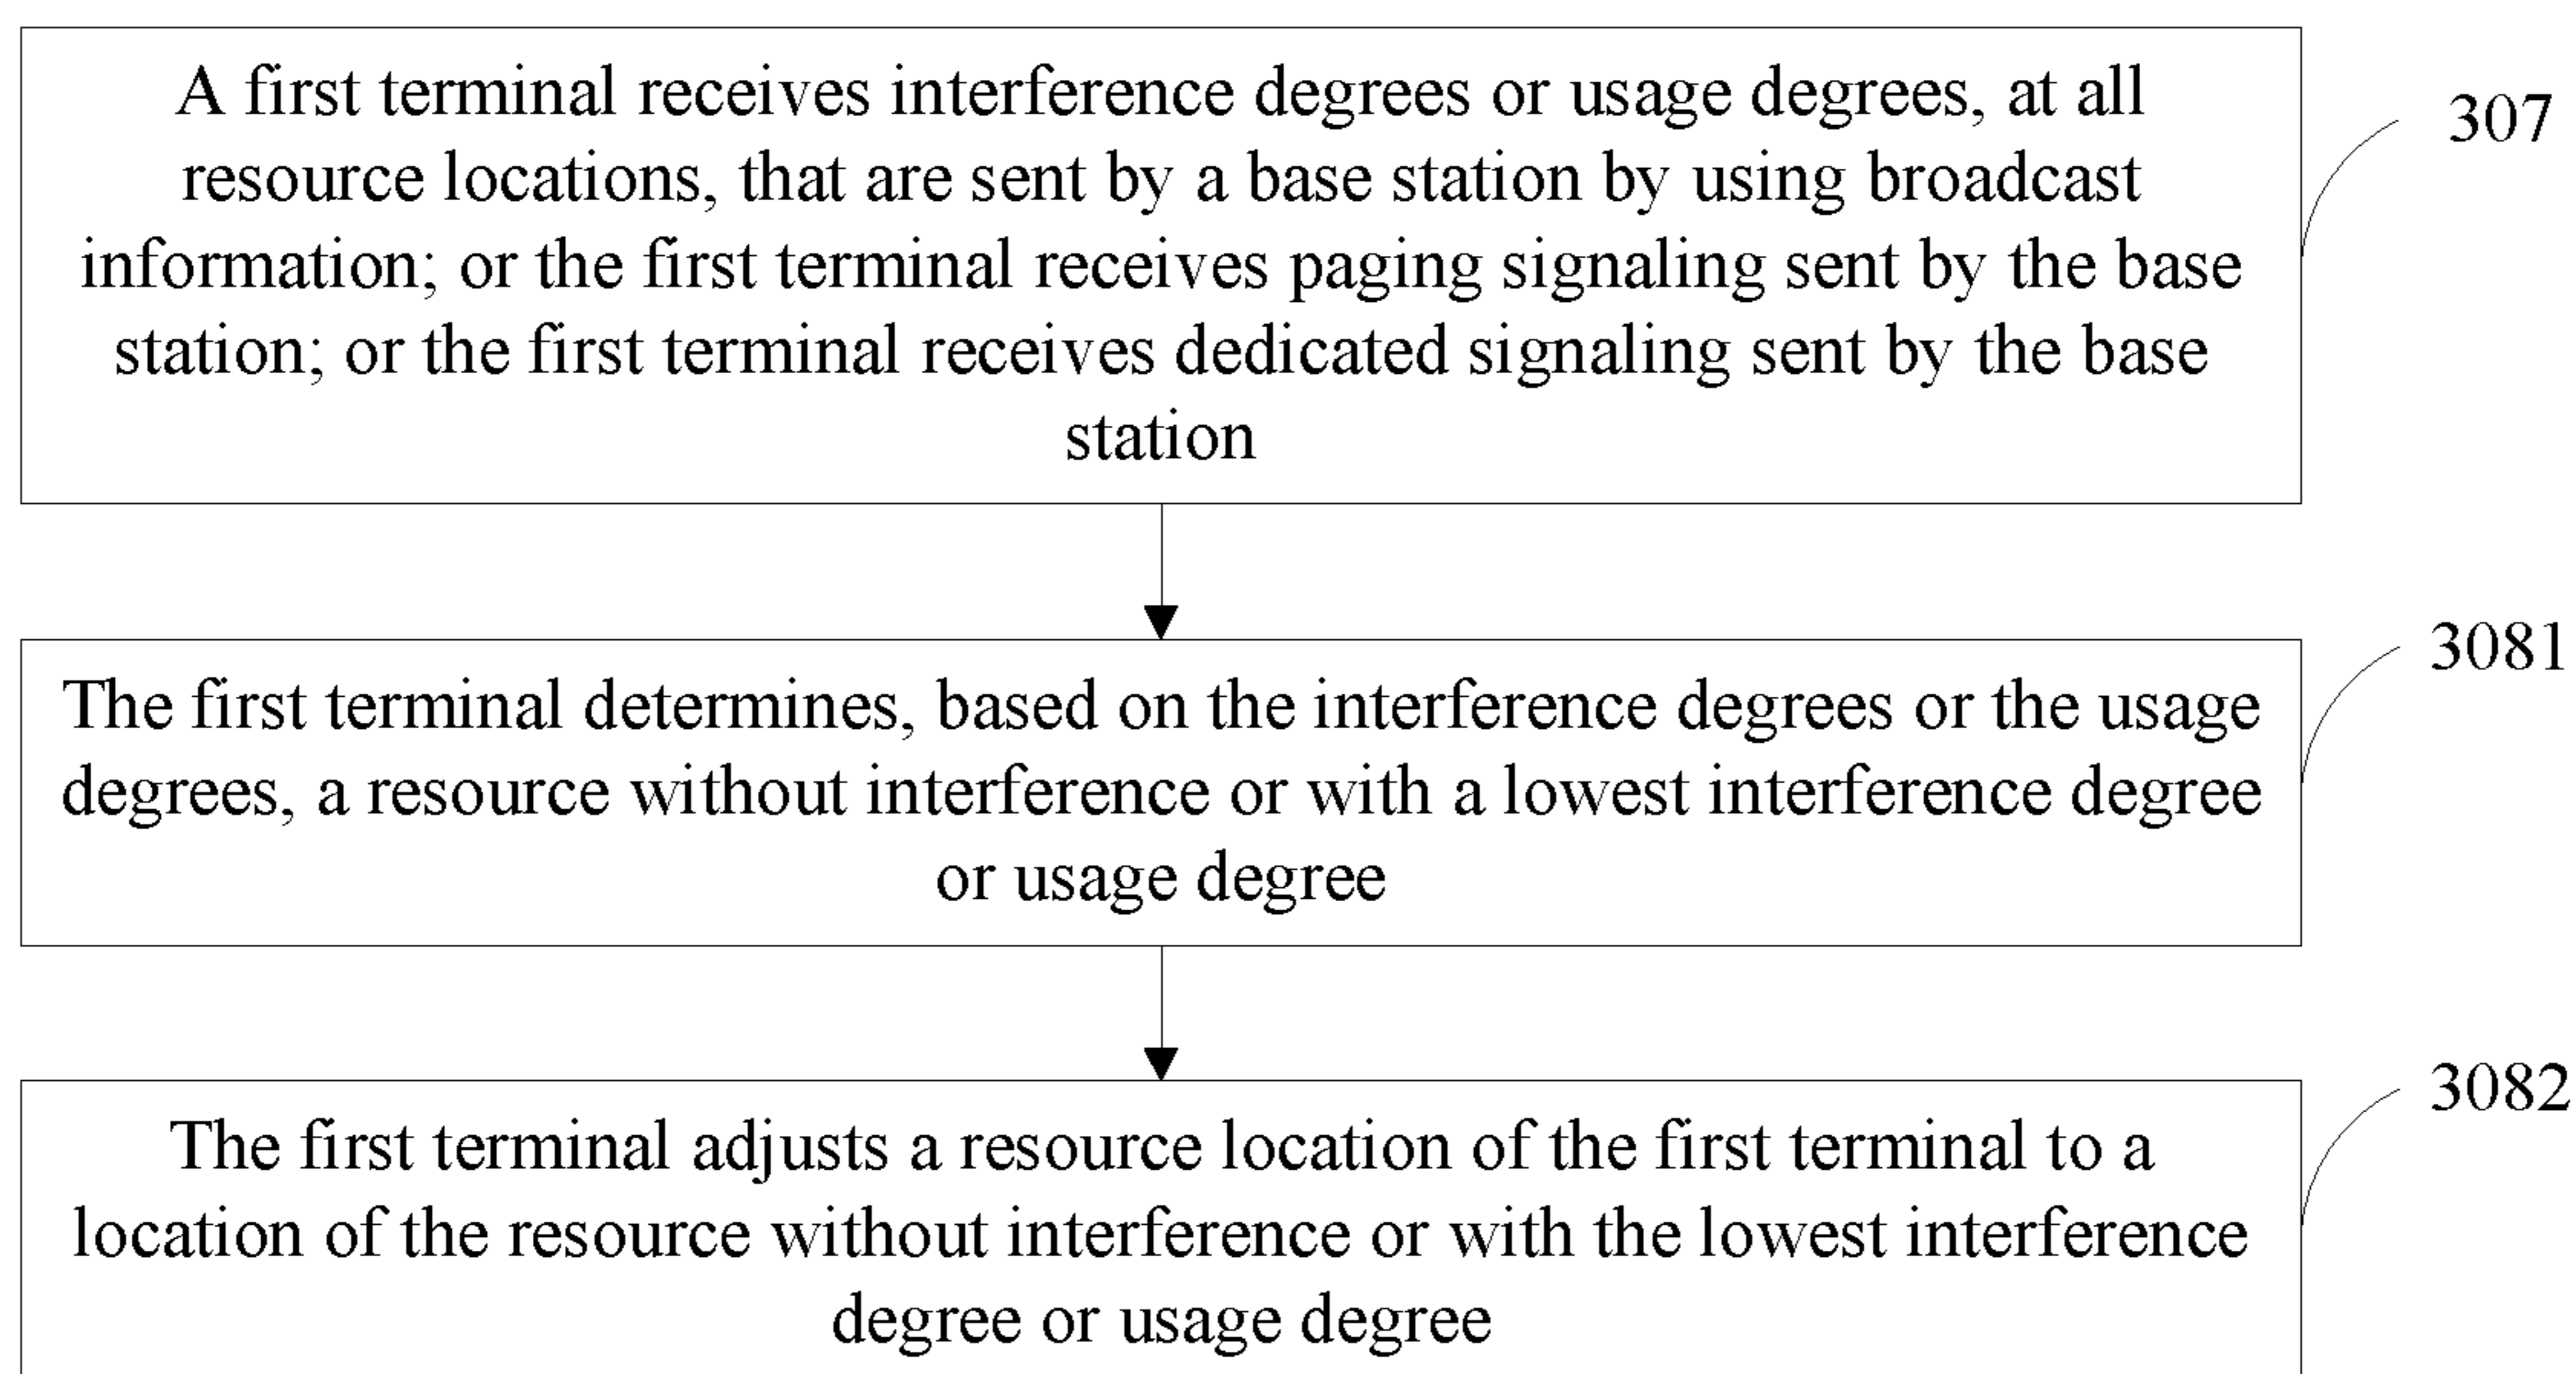 A first terminal receives interference degrees or usage degrees, at all
resource locations, that are sent by a base station by using broadcast
information; or the first terminal receives paging signaling sent by the base
station; or the first terminal receives dedicated signaling sent by the base
station
307
The first terminal determines, based on the interference degrees or the usage
degrees, a resource without interference or with a lowest interference degree
or usage degree
3081
The first terminal adjusts a resource location of the first terminal to a
location of the resource without interference or with the lowest interference
degree or usage degree
3082